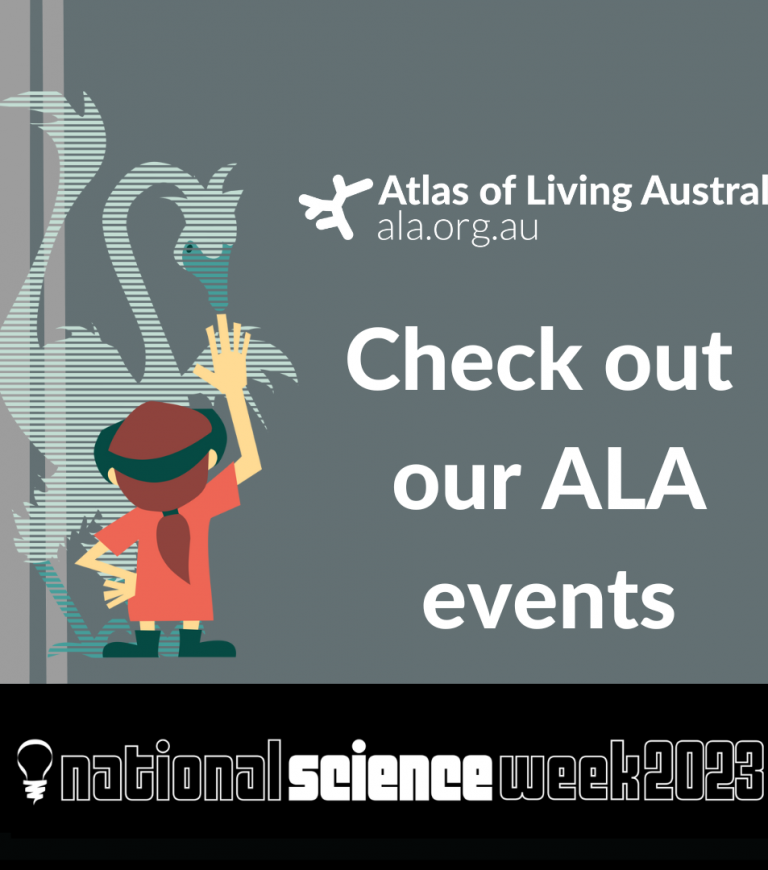 Atlas of Living Austral
ala.org.au
Check out
our ALA
events
nationalscienceweek2023